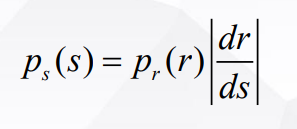 p_s(s) = p_r(r) |dr/ds|